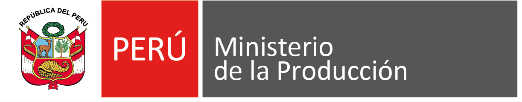 REPÚBLICA DEL PERÚ
PERÚ
Ministerio
de la Producción